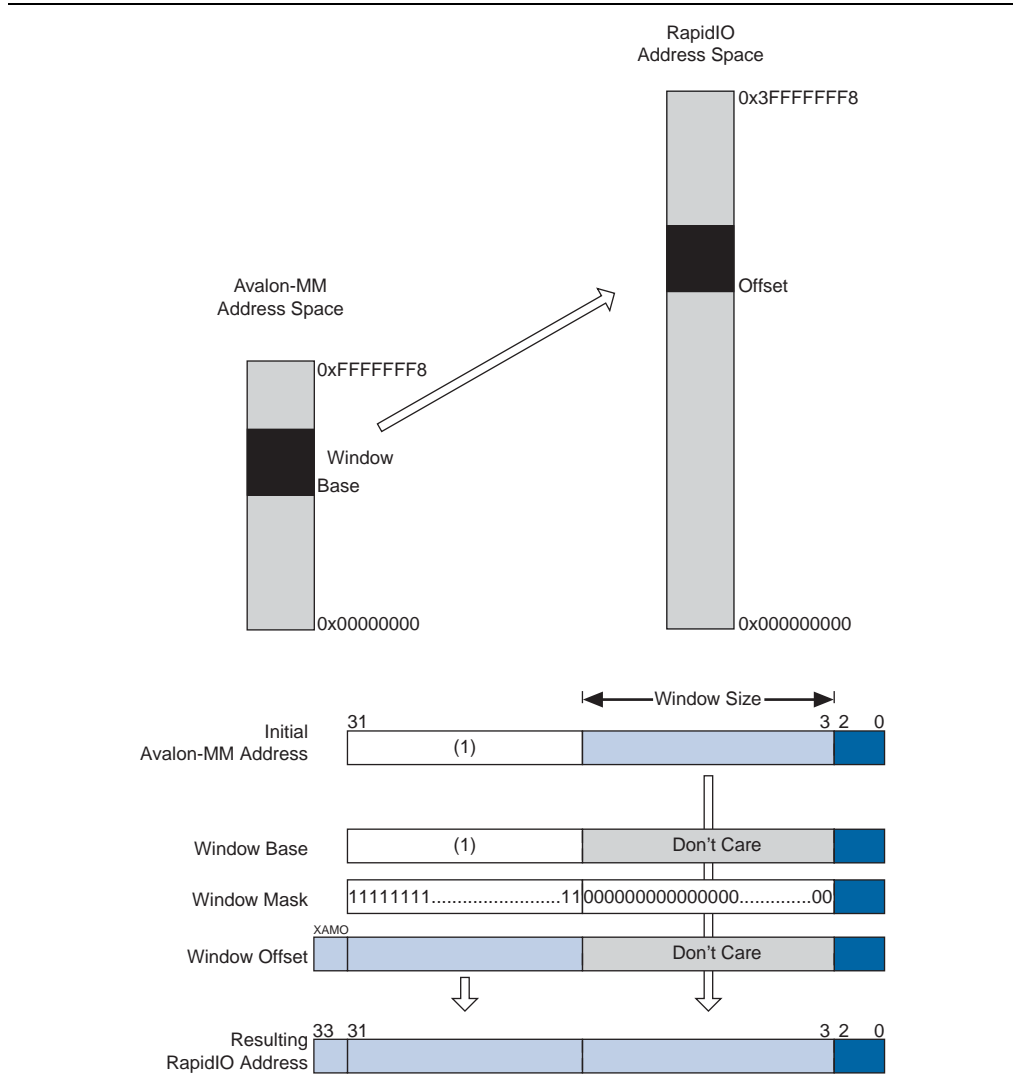 RapidIO
Address Space
0x3FFFFFFF8
Offset
0x000000000
Avalon-MM
Address Space
0xFFFFFFF8
Window
Base
0x00000000
Window Size
31 3 2 0
Initial
Avalon-MM Address
(1)
Window Base
(1) Don't Care
Window Mask
11111111........................11 000000000000000..............00
XAMO
Window Offset
Don't Care
33 31 3 2 0
Resulting
RapidIO Address